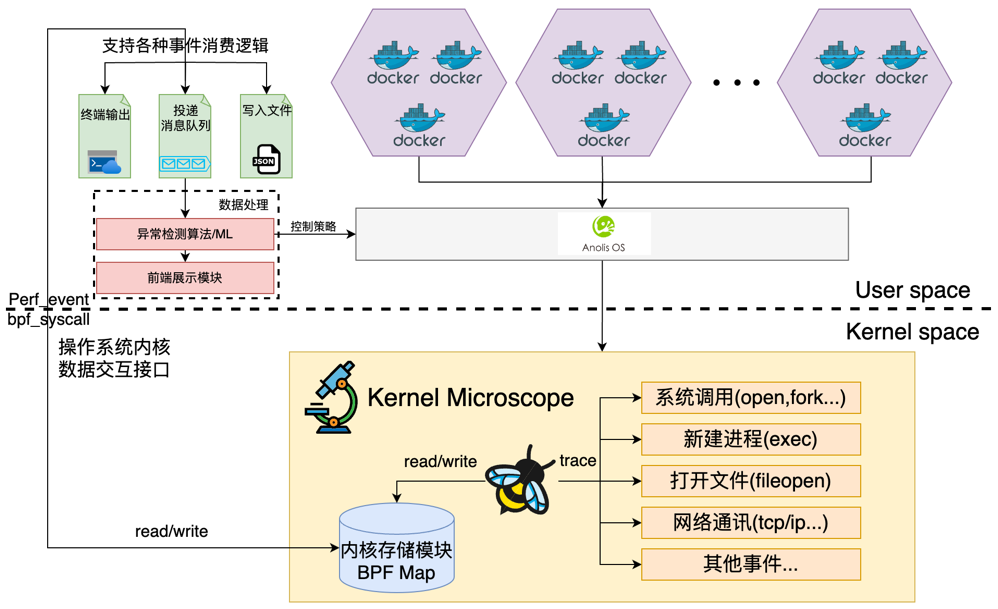 支持各种事件消费逻辑
终端输出
投递
消息队列
写入文件
JSON
数据处理
异常检测算法/ML
前端展示模块
控制策略
docker
docker
docker
docker
docker
docker
docker
docker
docker
Anolis OS
Perf_event
bpf_syscall
User space
Kernel space
操作系统内核
数据交互接口
read/write
Kernel Microscope
read/write
trace
内核存储模块
BPF Map
系统调用(open,fork...)
新建进程(exec)
打开文件(fileopen)
网络通讯(tcp/ip...)
其他事件...